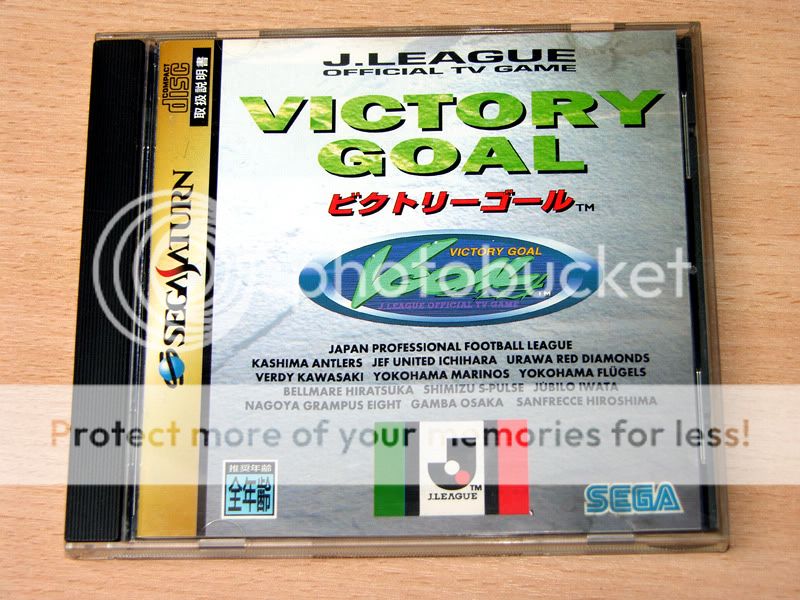 COMPACT
disc
取扱説明書
SEGA SATURN
J.LEAGUE
OFFICIAL TV GAME
VICTORY
GOAL
ビクトリーゴール™
VICTORY GOAL
J.LEAGUE OFFICIAL TV GAME
TM
photobucket
JAPAN PROFESSIONAL FOOTBALL LEAGUE
KASHIMA ANTLERS JEF UNITED ICHIHARA URAWA RED DIAMONDS
VERDY KAWASAKI YOKOHAMA MARINOS YOKOHAMA FLÜGELS
BELLMARE HIRATSUKA SHIMIZU S-PULSE JÚBILO IWATA
NAGOYA GRAMPUS EIGHT GAMBA OSAKA SANFRECCE HIROSHIMA
Protect more of your memories for less!
推奨年齢
全年齢
J
TM
J.LEAGUE
SEGA